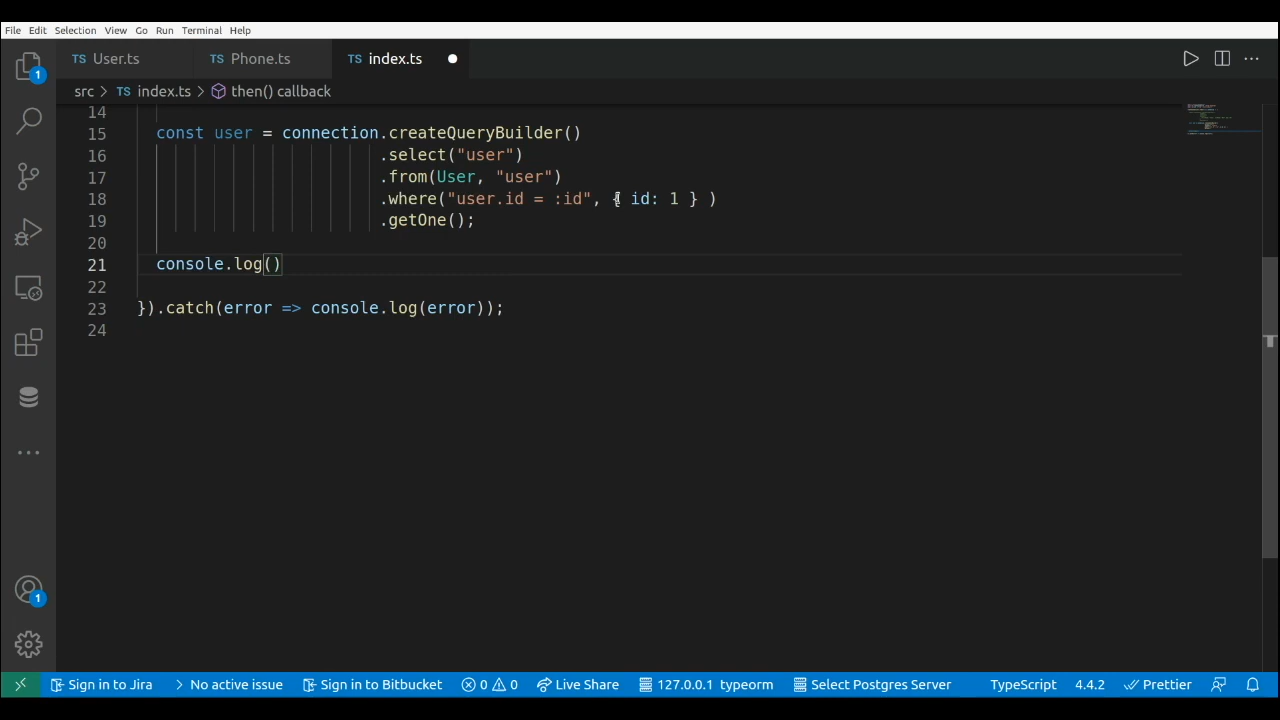 File Edit Selection View Go Run Terminal Help
TS User.ts TS Phone.ts TS index.ts
src > TS index.ts > then() callback
14
15 const user = connection.createQueryBuilder()
16 .select("user")
17 .from(User, "user")
18 .where("user.id = :id", { id: 1 } )
19 .getOne();
20
21 console.log()
22
23 }).catch(error => console.log(error));
24
1
1
Sign in to Jira No active issue Sign in to Bitbucket 0 0 Live Share 127.0.0.1 typeorm Select Postgres Server TypeScript 4.4.2 Prettier